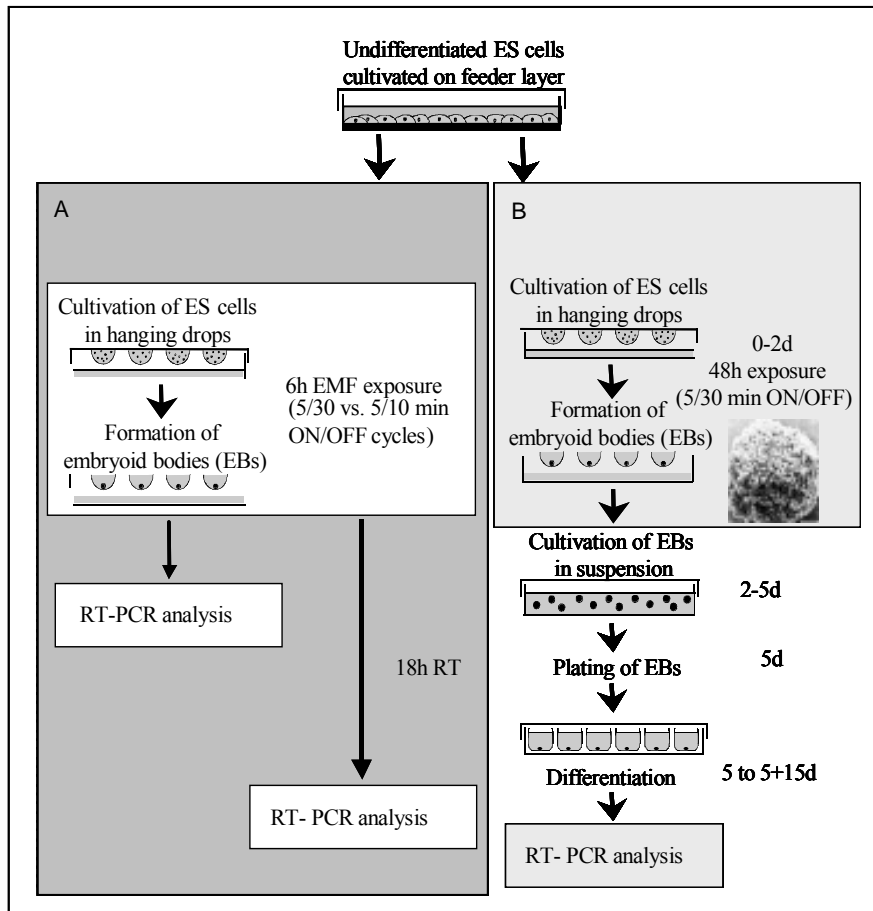 Undifferentiated ES cells
cultivated on feeder layer
A
Cultivation of ES cells
in hanging drops
6h EMF exposure
(5/30 vs. 5/10 min
ON/OFF cycles)
Formation of
embryoid bodies (EBs)
RT-PCR analysis
18h RT
RT- PCR analysis
B
Cultivation of ES cells
in hanging drops
0-2d
48h exposure
(5/30 min ON/OFF)
Formation of
embryoid bodies (EBs)
Cultivation of EBs
in suspension
2-5d
Plating of EBs
5d
Differentiation
5 to 5+15d
RT- PCR analysis